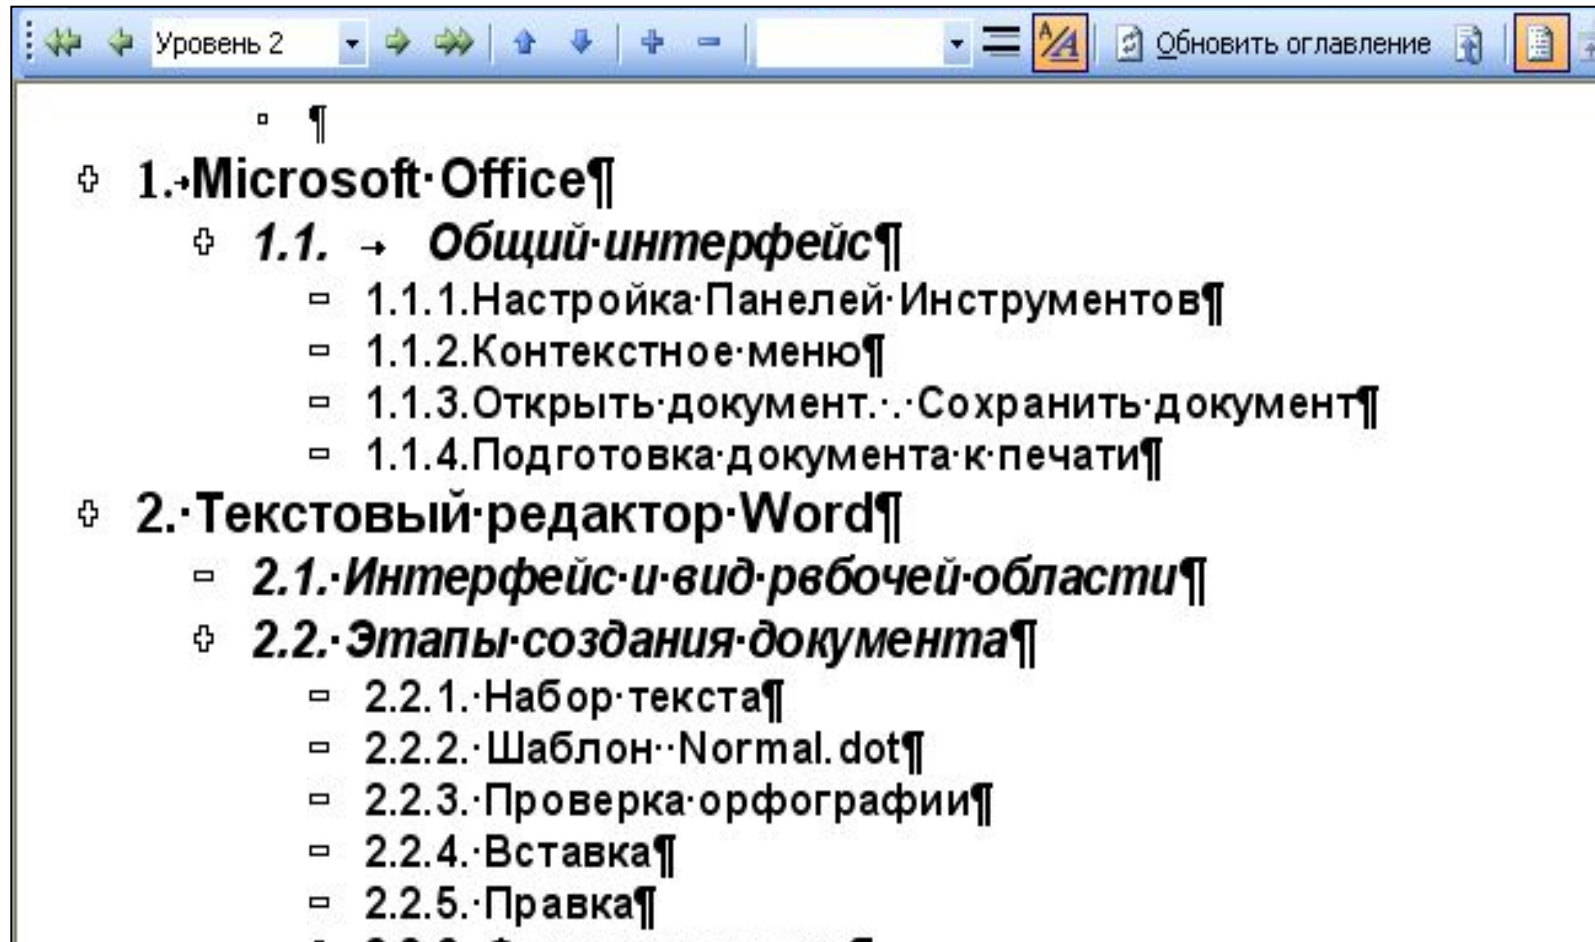 Уровень 2 Обновить оглавление
¶
1.→Microsoft·Office¶
1.1. → Общий·интерфейс¶
1.1.1.Настройка·Панелей·Инструментов¶
1.1.2.Контекстное·меню¶
1.1.3.Открыть·документ.·.·Сохранить·документ¶
1.1.4.Подготовка·документа·к·печати¶
2.·Текстовый·редактор·Word¶
2.1.·Интерфейс·и·вид·рвбочей·области¶
2.2.·Этапы·создания·документа¶
2.2.1.·Набор·текста¶
2.2.2.·Шаблон··Normal.dot¶
2.2.3.·Проверка·орфографии¶
2.2.4.·Вставка¶
2.2.5.·Правка¶